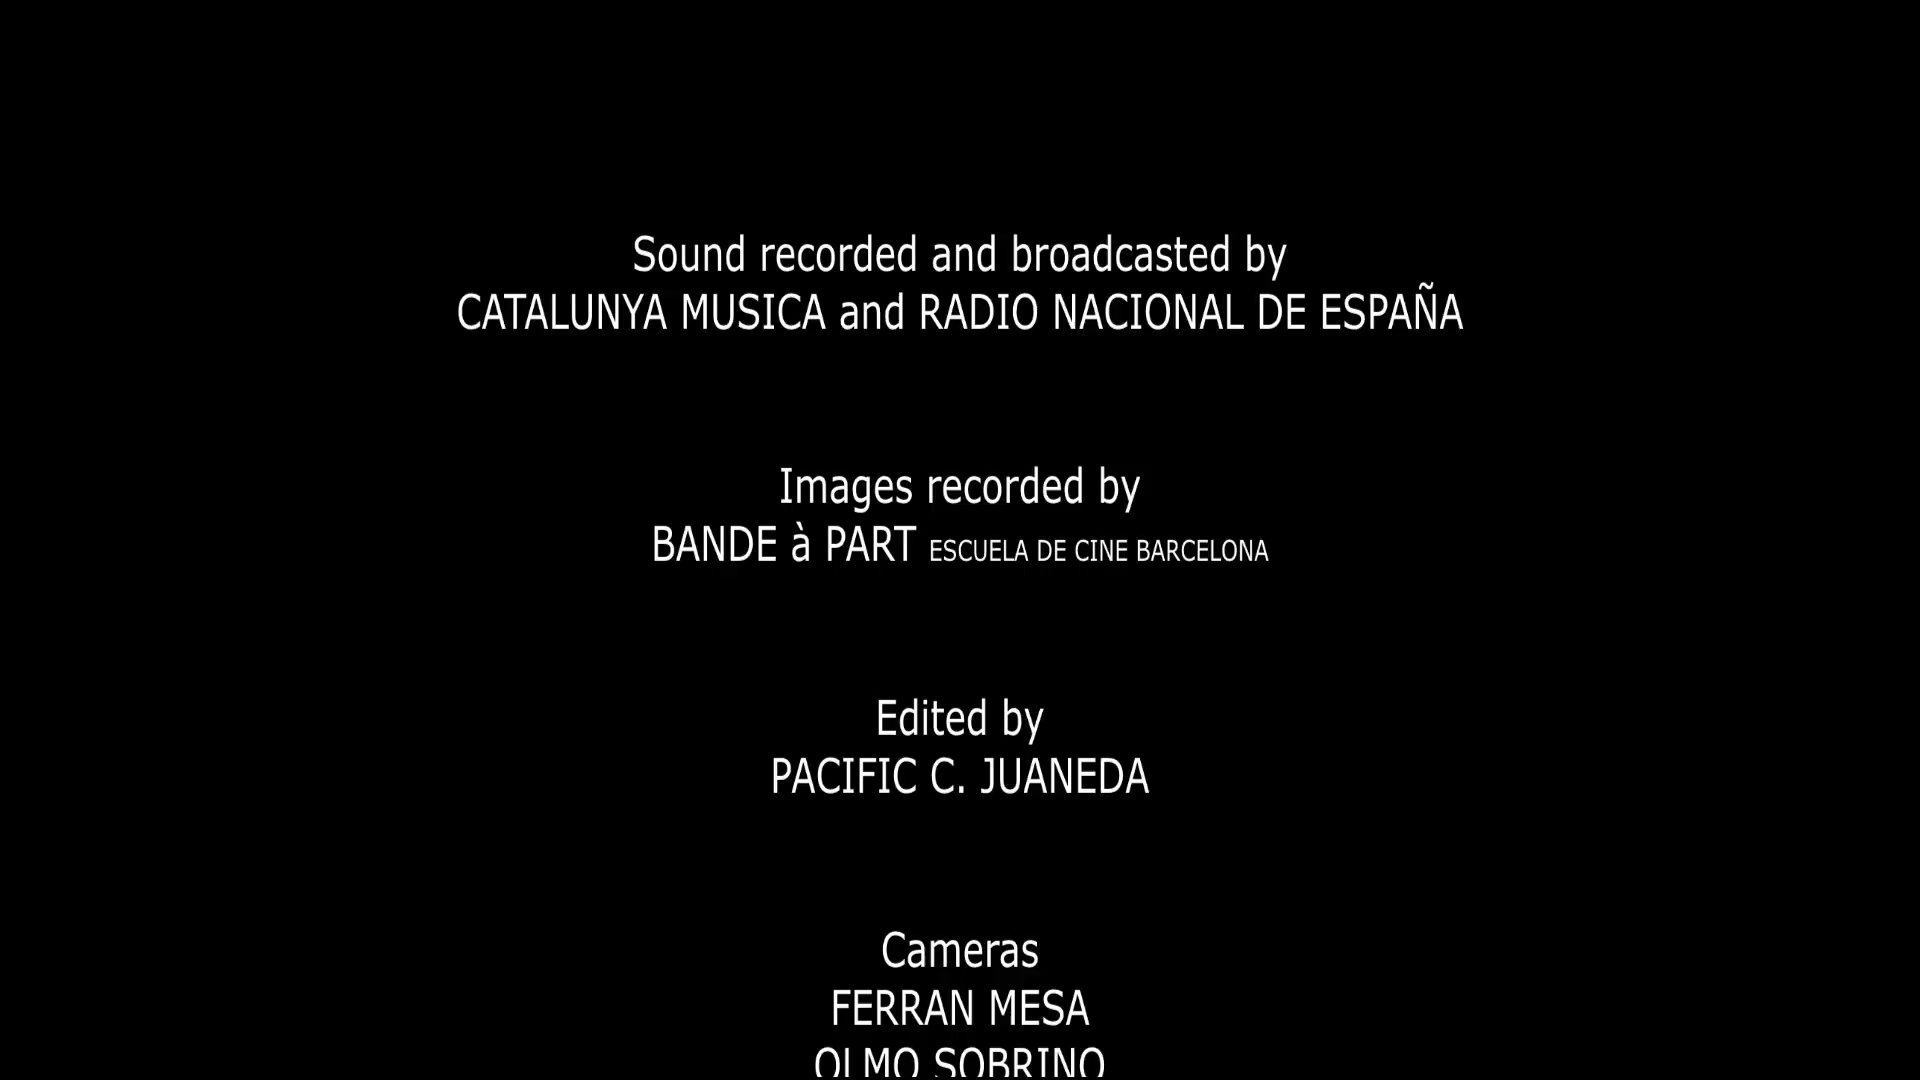 Sound recorded and broadcasted by
CATALUNYA MUSICA and RADIO NACIONAL DE ESPAÑA
Images recorded by
BANDE à PART ESCUELA DE CINE BARCELONA
Edited by
PACIFIC C. JUANEDA
Cameras
FERRAN MESA
OLMO SOBRINO